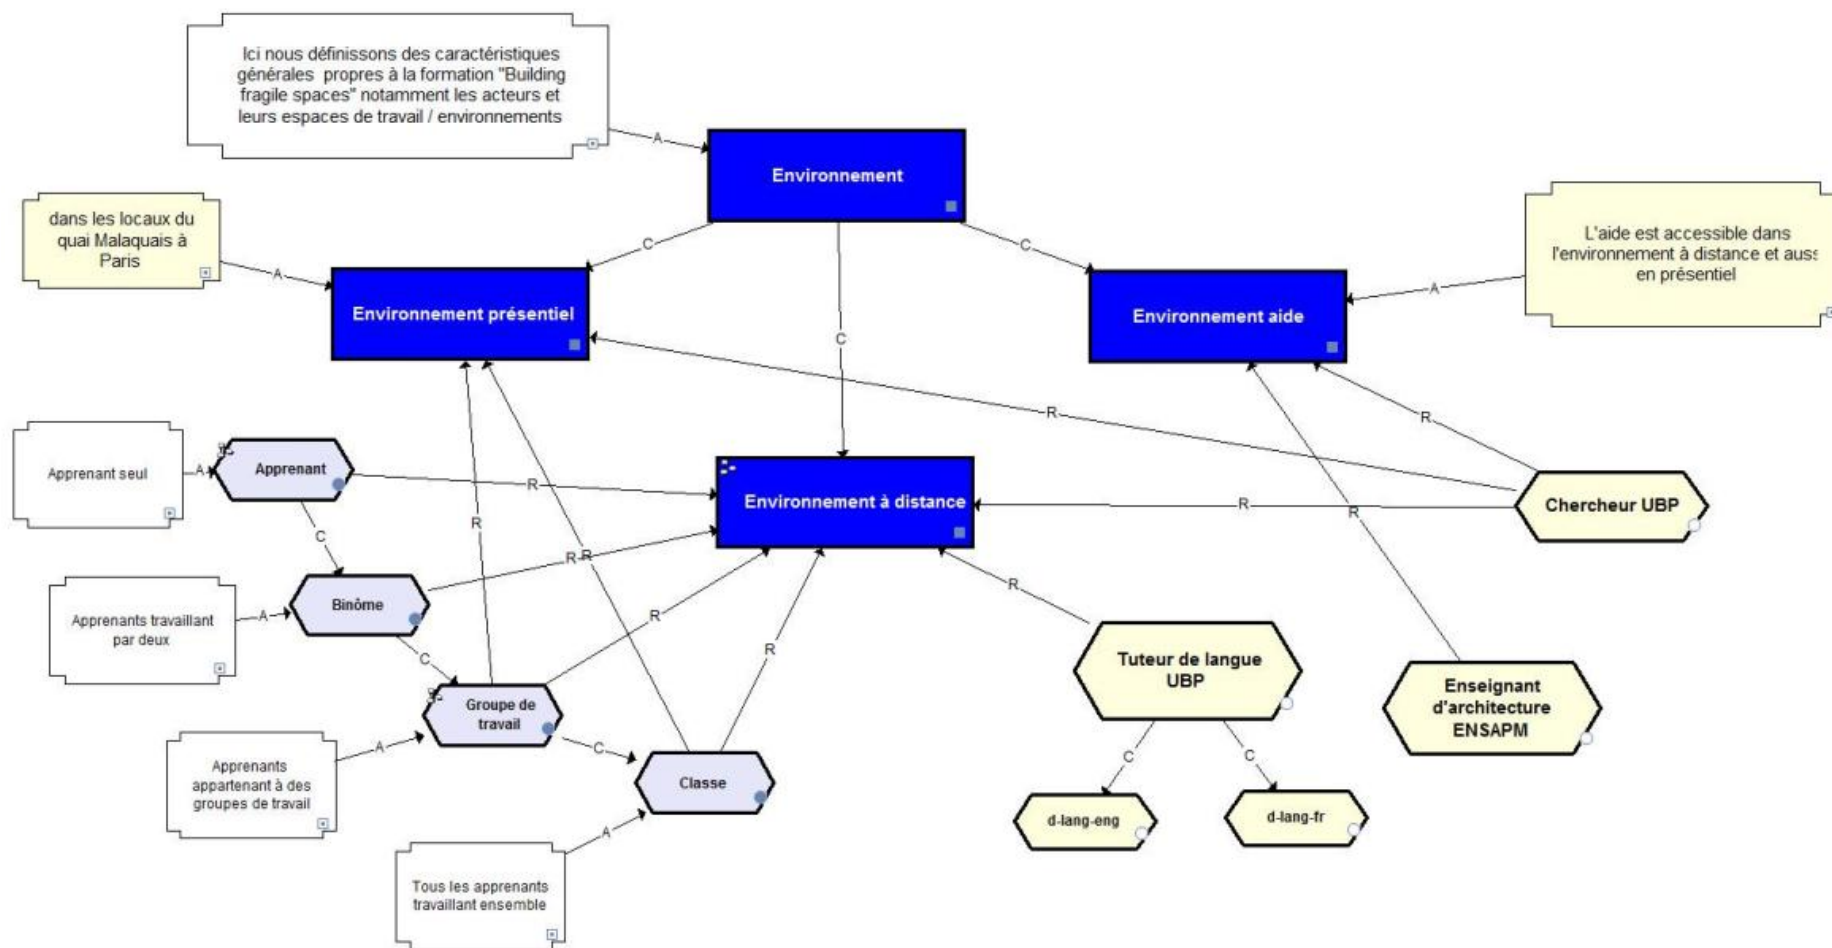 Ici nous définissons des caractéristiques
générales propres à la formation "Building
fragile spaces" notamment les acteurs et
leurs espaces de travail / environnements
A
Environnement
dans les locaux du
quai Malaquais à
Paris
A
C
C
C
L'aide est accessible dans
l'environnement à distance et auss
en présentiel
A
Environnement présentiel
Environnement aide
R
R
R
R
Apprenant seul
A
Apprenant
R
Environnement à distance
R
Chercheur UBP
C
R
R
Apprenants travaillant
par deux
A
Binôme
C
R
R
R
Tuteur de langue
UBP
Enseignant
d'architecture
ENSAPM
Groupe de
travail
Apprenants
appartenant à des
groupes de travail
A
C
Classe
C
C
d-lang-eng
d-lang-fr
A
Tous les apprenants
travaillant ensemble